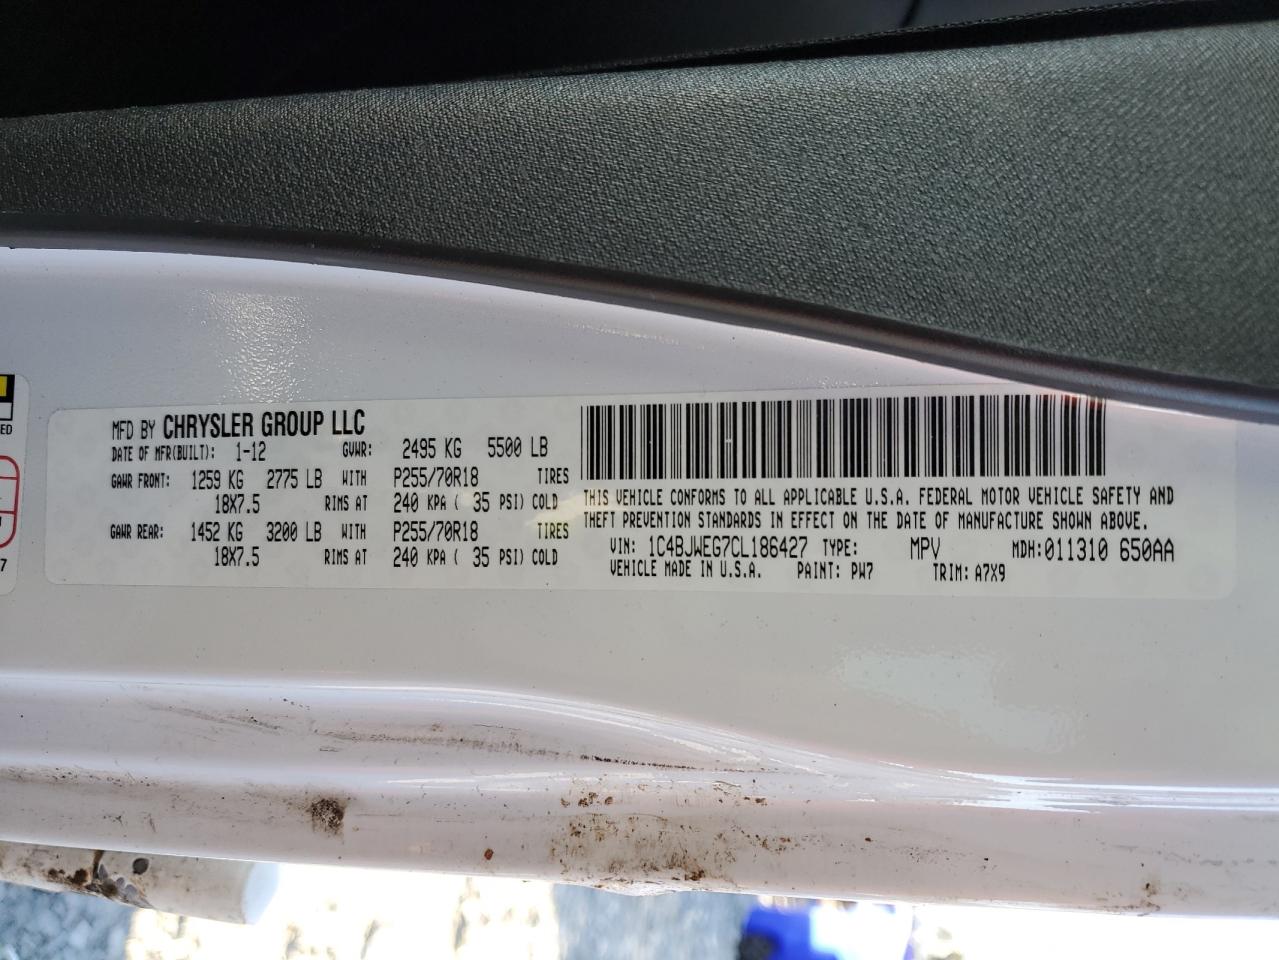 MFD BY CHRYSLER GROUP LLC
DATE OF MFR(BUILT): 1-12 GVWR: 2495 KG 5500 LB
GAWR FRONT: 1259 KG 2775 LB WITH P255/70R18 TIRES
18X7.5 RIMS AT 240 KPA ( 35 PSI) COLD
GAWR REAR: 1452 KG 3200 LB WITH P255/70R18 TIRES
18X7.5 RIMS AT 240 KPA ( 35 PSI) COLD
THIS VEHICLE CONFORMS TO ALL APPLICABLE U.S.A. FEDERAL MOTOR VEHICLE SAFETY AND
THEFT PREVENTION STANDARDS IN EFFECT ON THE DATE OF MANUFACTURE SHOWN ABOVE.
VIN: 1C4BJWEG7CL186427 TYPE: MPV MDH: 011310 650AA
VEHICLE MADE IN U.S.A. PAINT: PW7 TRIM: A7X9